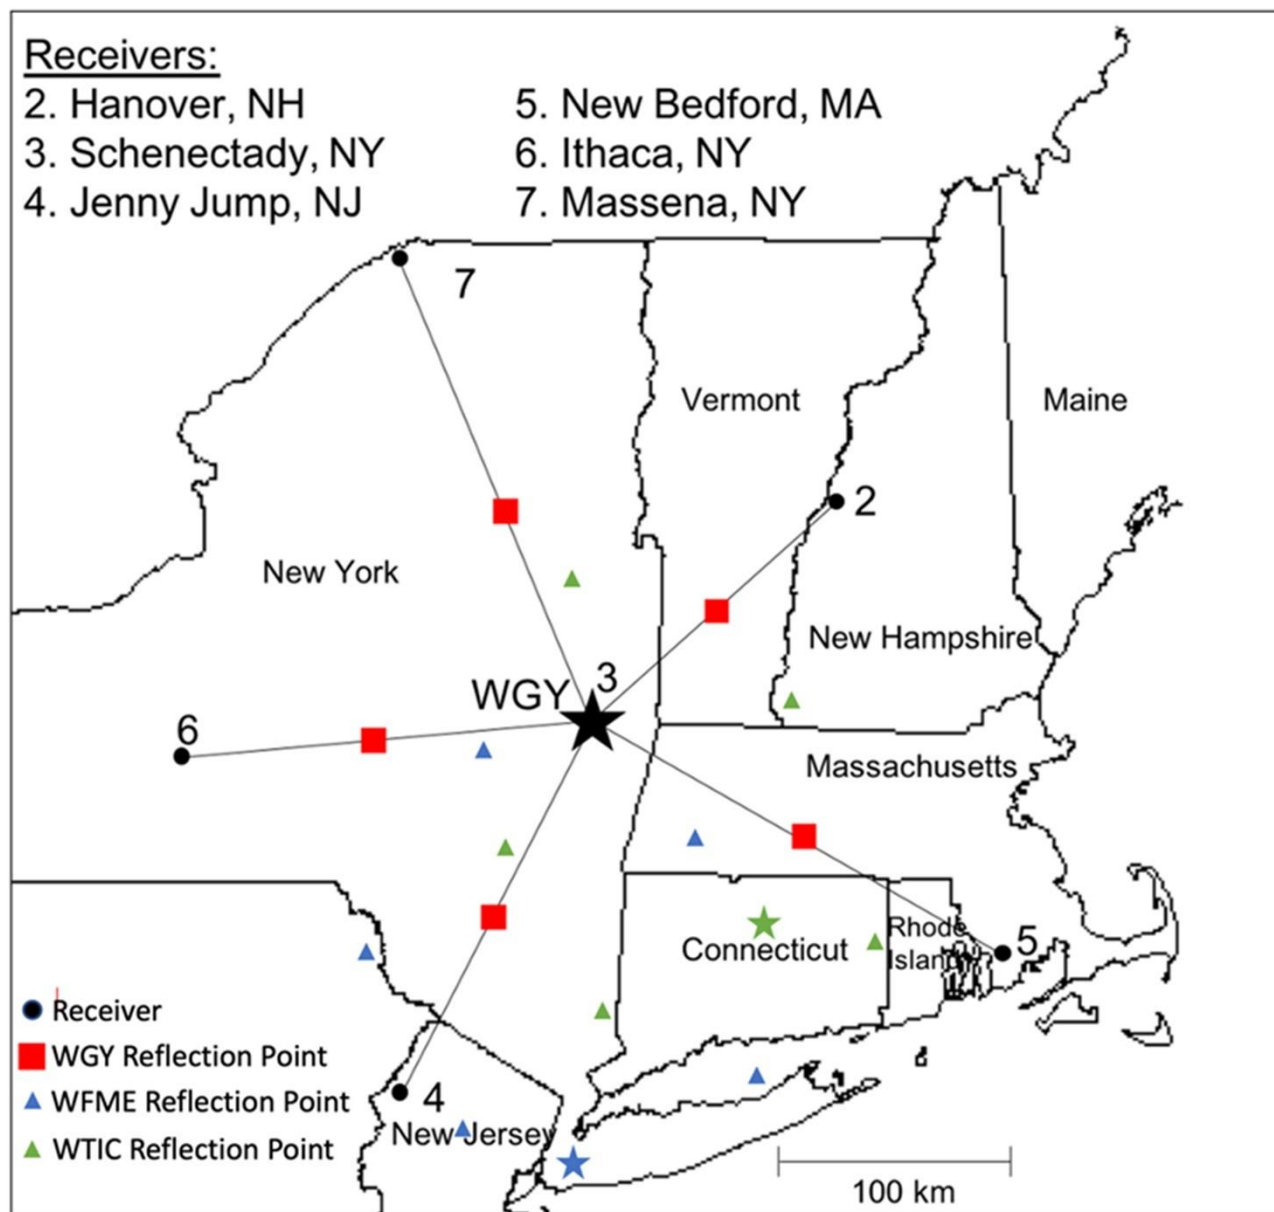 Receivers:
2. Hanover, NH
3. Schenectady, NY
4. Jenny Jump, NJ
5. New Bedford, MA
6. Ithaca, NY
7. Massena, NY
7
Vermont
Maine
2
New York
New Hampshire
3
WGY
6
Massachusetts
Rhode
Island
5
Connecticut
4
New Jersey
Receiver
WGY Reflection Point
WFME Reflection Point
WTIC Reflection Point
100 km